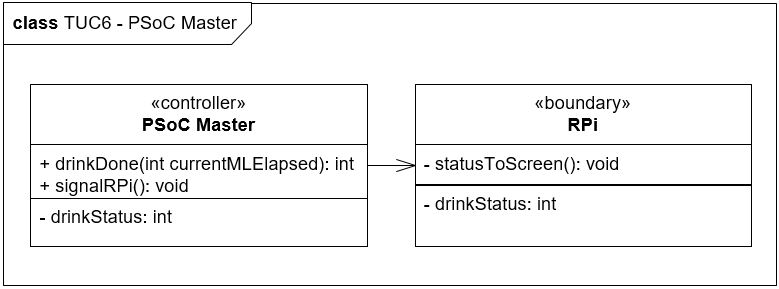 class TUC6 - PSoC Master
«controller»
PSoC Master
+ drinkDone(int currentMLElapsed): int
+ signalRPi(): void
- drinkStatus: int
«boundary»
RPi
- statusToScreen(): void
- drinkStatus: int